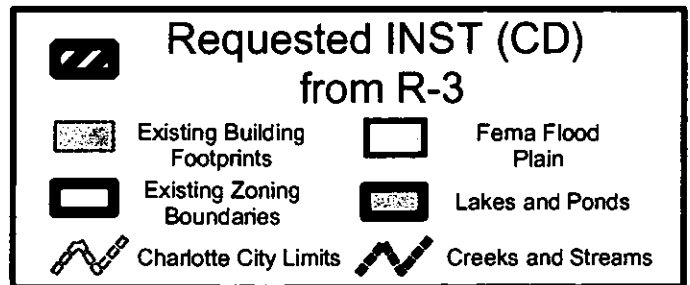 Requested INST (CD)
from R-3
Existing Building
Footprints
Fema Flood
Plain
Existing Zoning
Boundaries
Lakes and Ponds
Charlotte City Limits
Creeks and Streams